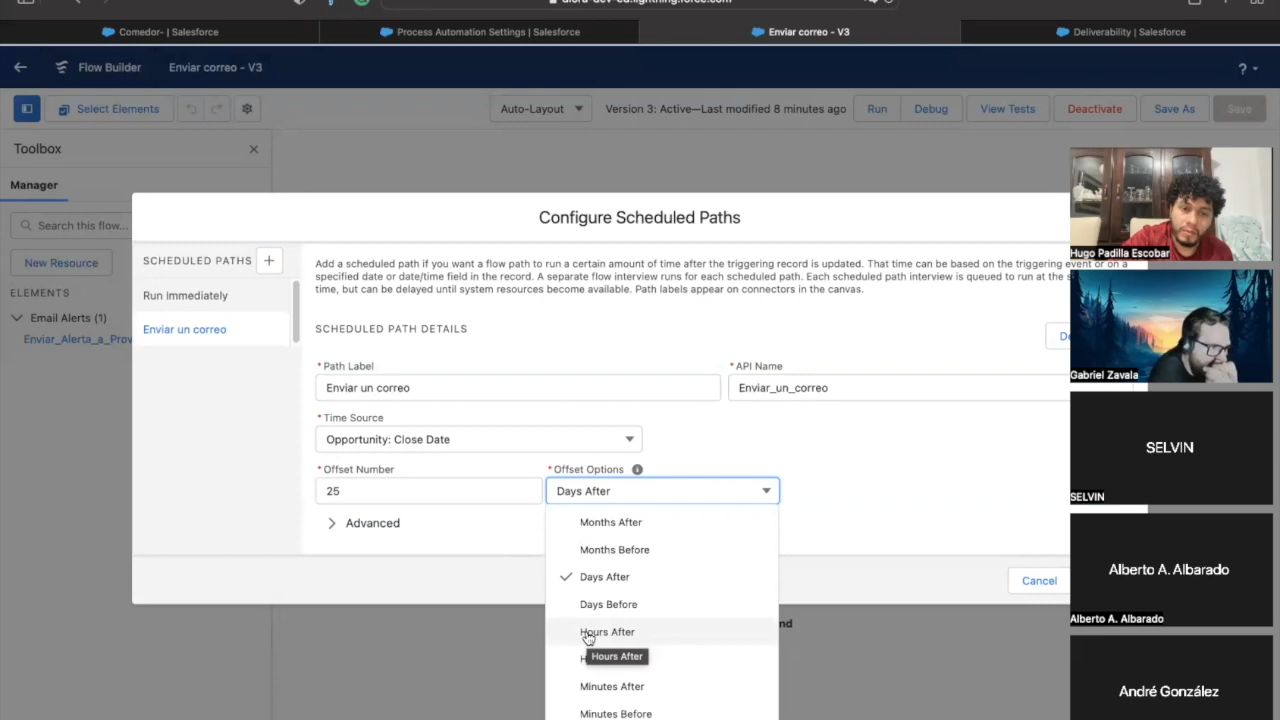 Comedor- | Salesforce
Process Automation Settings | Salesforce
Enviar correo - V3
Deliverability | Salesforce
Flow Builder
Enviar correo - V3
?
Select Elements
Auto-Layout
Version 3: Active—Last modified 8 minutes ago
Run
Debug
View Tests
Deactivate
Save As
Save
Toolbox
Manager
Search this flow...
New Resource
ELEMENTS
Email Alerts (1)
Enviar_Alerta_a_Prov
Configure Scheduled Paths
SCHEDULED PATHS
Run Immediately
Enviar un correo
Add a scheduled path if you want a flow path to run a certain amount of time after the triggering record is updated. That time can be based on the triggering event or on a
specified date or date/time field in the record. A separate flow interview runs for each scheduled path. Each scheduled path interview is queued to run at the s
time, but can be delayed until system resources become available. Path labels appear on connectors in the canvas.
SCHEDULED PATH DETAILS
De
* Path Label
Enviar un correo
* API Name
Enviar_un_correo
* Time Source
Opportunity: Close Date
* Offset Number
25
* Offset Options
Days After
Advanced
Months After
Months Before
Days After
Days Before
Hours After
Hours After
Minutes After
Minutes Before
Cancel
nd
Hugo Padilla Escobar
Gabriel Zavala
SELVIN
SELVIN
Alberto A. Albarado
Alberto A. Albarado
André González